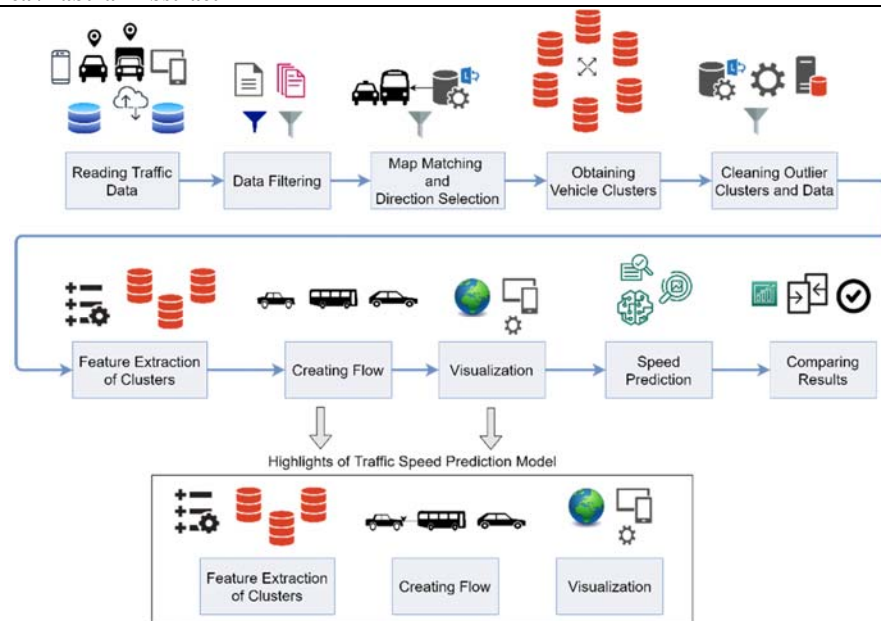 Reading Traffic
Data
Data Filtering
Map Matching
and
Direction Selection
Obtaining
Vehicle Clusters
Cleaning Outlier
Clusters and Data
Feature Extraction
of Clusters
Creating Flow
Visualization
Speed
Prediction
Comparing
Results
Highlights of Traffic Speed Prediction Model
Feature Extraction
of Clusters
Creating Flow
Visualization